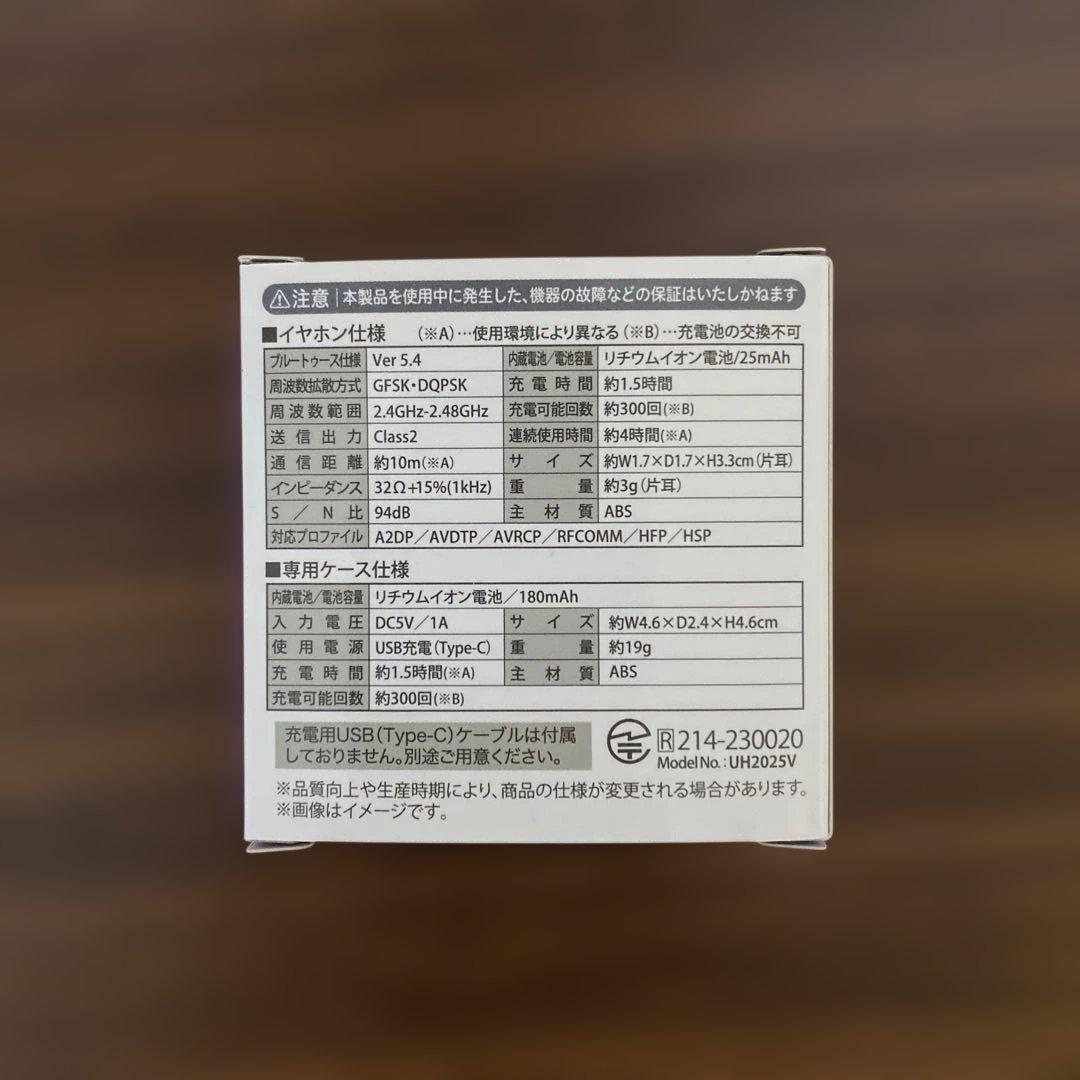 ⚠注意 | 本製品を使用中に発生した、機器の故障などの保証はいたしかねます
■イヤホン仕様 (※A)…使用環境により異なる (※B)…充電池の交換不可
ブルートゥース仕様 Ver 5.4 内蔵電池/電池容量 リチウムイオン電池/25mAh
周波数拡散方式 GFSK・DQPSK 充電時間 約1.5時間
周波数範囲 2.4GHz-2.48GHz 充電可能回数 約300回(※B)
送信出力 Class2 連続使用時間 約4時間(※A)
通信距離 約10m(※A) サイズ 約W1.7×D1.7×H3.3cm(片耳)
インピーダンス 32Ω+15%(1kHz) 重量 約3g(片耳)
S/N比 94dB 主材質 ABS
対応プロファイル A2DP/AVDTP/AVRCP/RFCOMM/HFP/HSP
■専用ケース仕様
内蔵電池/電池容量 リチウムイオン電池/180mAh
入力電圧 DC5V/1A サイズ 約W4.6×D2.4×H4.6cm
使用電源 USB充電(Type-C) 重量 約19g
充電時間 約1.5時間(※A) 主材質 ABS
充電可能回数 約300回(※B)
充電用USB(Type-C)ケーブルは付属
しておりません。別途ご用意ください。
R 214-230020
Model No.: UH2025V
※品質向上や生産時期により、商品の仕様が変更される場合があります。
※画像はイメージです。